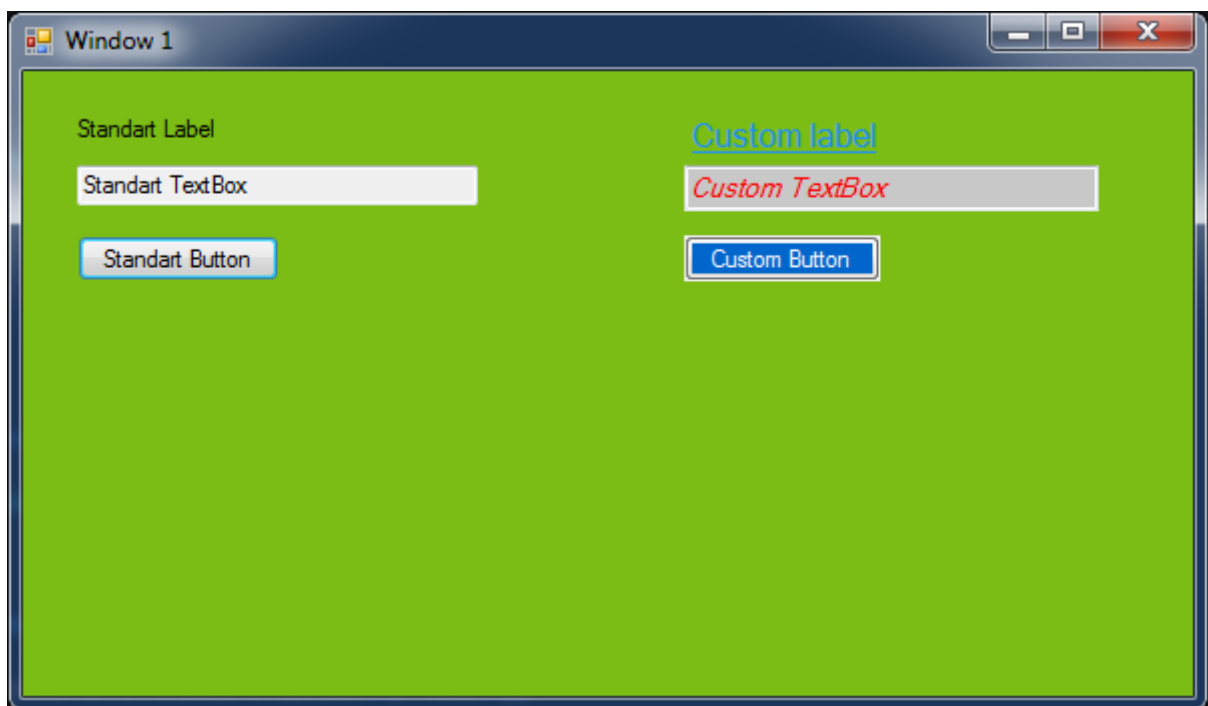 Window 1
Standart Label
Custom label
Standart TextBox
Custom TextBox
Standart Button
Custom Button